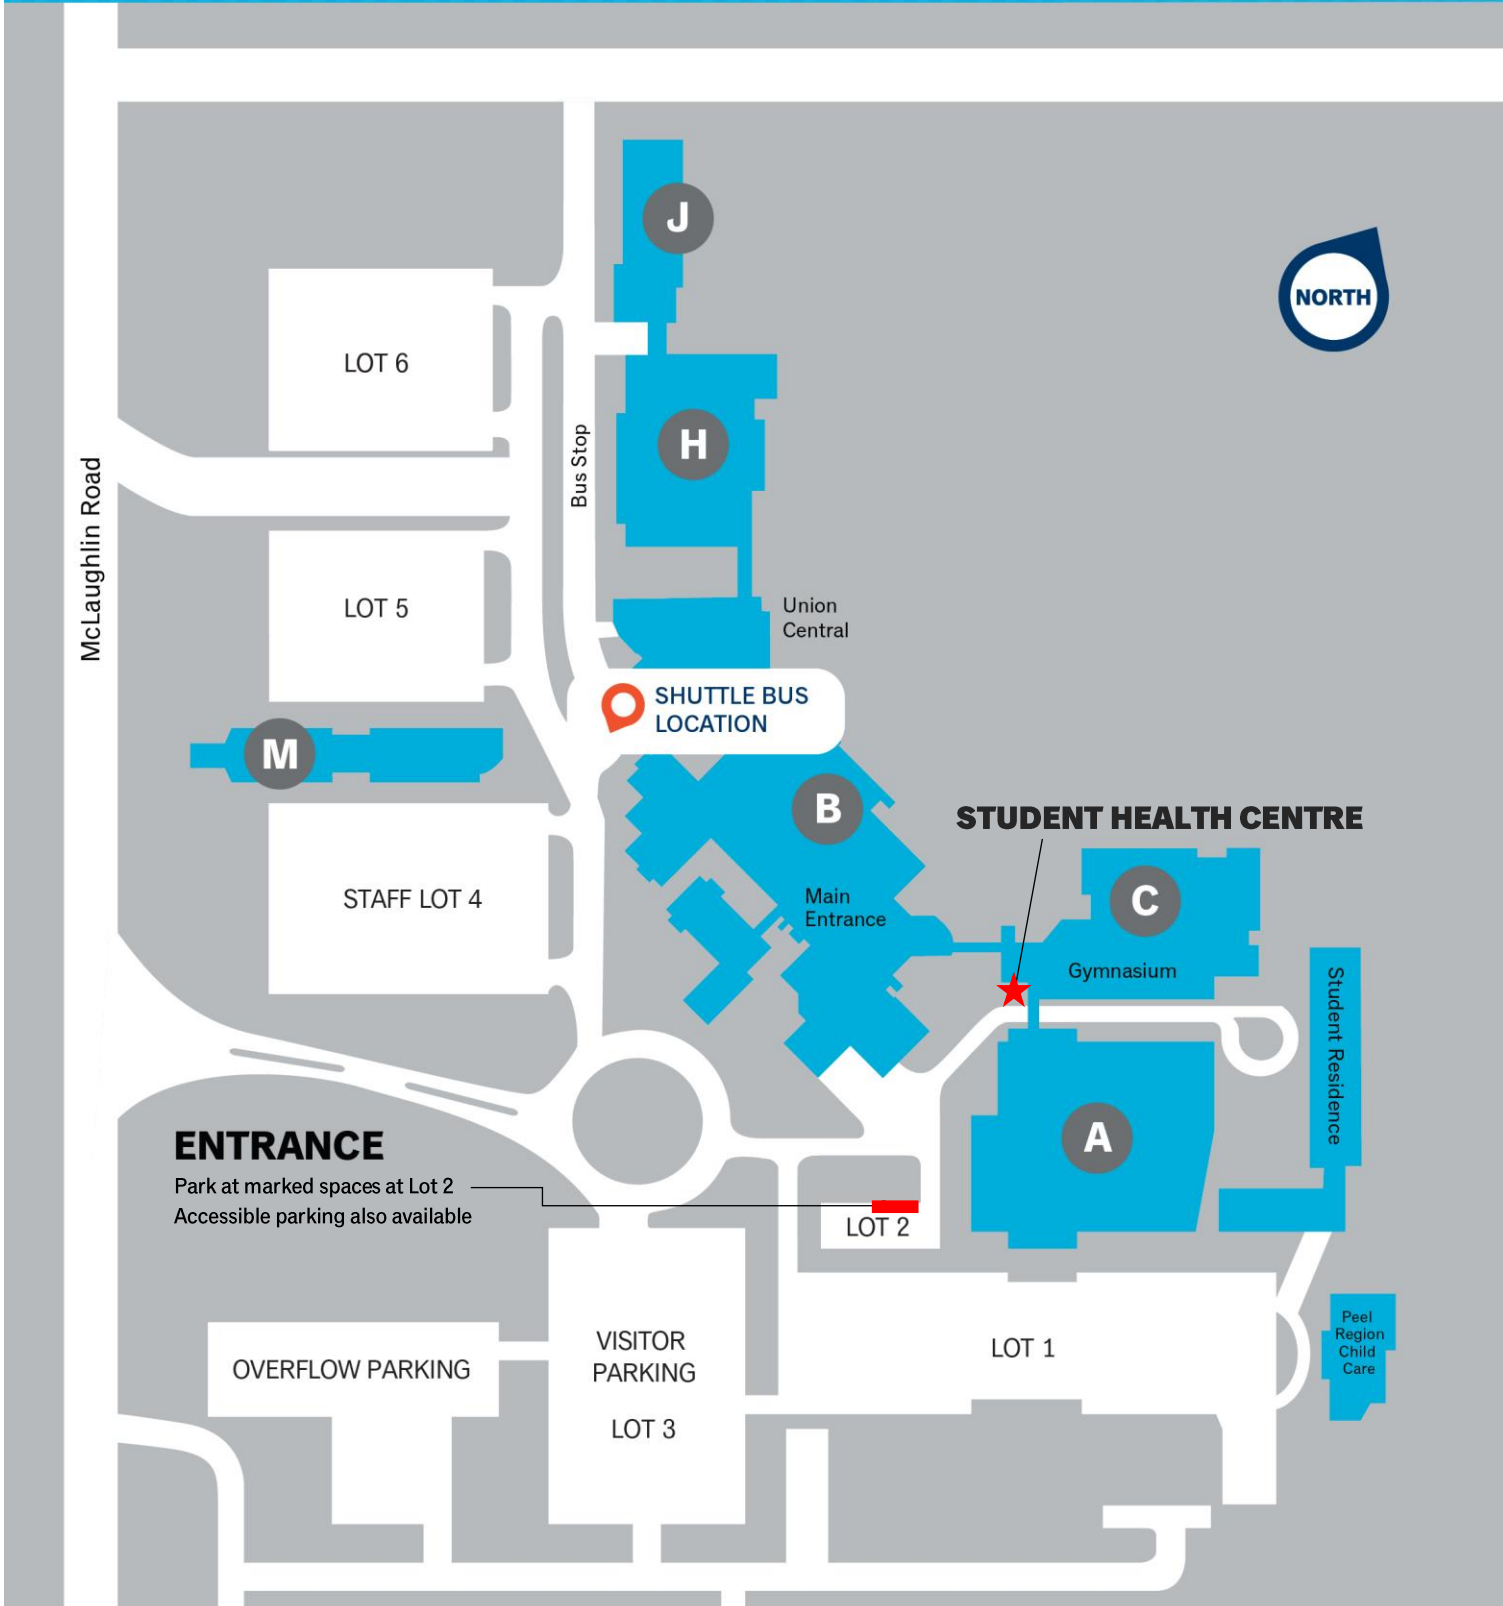 J
NORTH
LOT 6
H
Bus Stop
McLaughlin Road
LOT 5
Union
Central
SHUTTLE BUS
LOCATION
M
B
STUDENT HEALTH CENTRE
STAFF LOT 4
Main
Entrance
C
Gymnasium
Student Residence
A
ENTRANCE
Park at marked spaces at Lot 2
Accessible parking also available
LOT 2
VISITOR
PARKING
LOT 3
OVERFLOW PARKING
LOT 1
Peel
Region
Child
Care